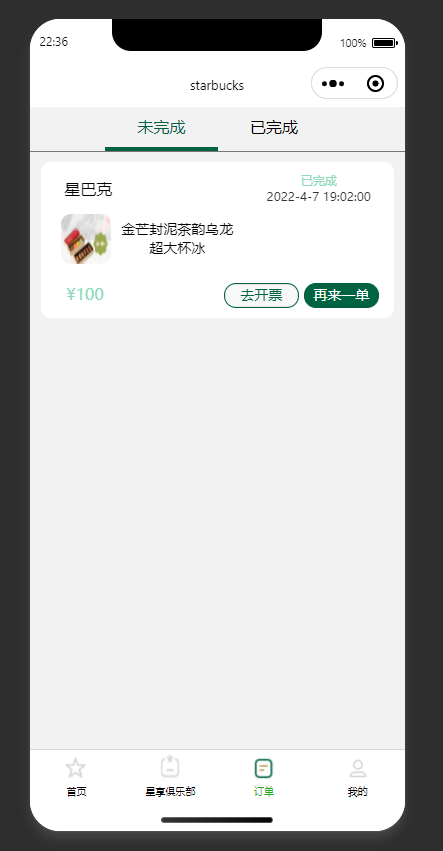 22:36
100%
starbucks
未完成
已完成
星巴克
已完成
2022-4-7 19:02:00
金芒封泥茶韵乌龙
超大杯冰
¥100
去开票
再来一单
首页
星享俱乐部
订单
我的